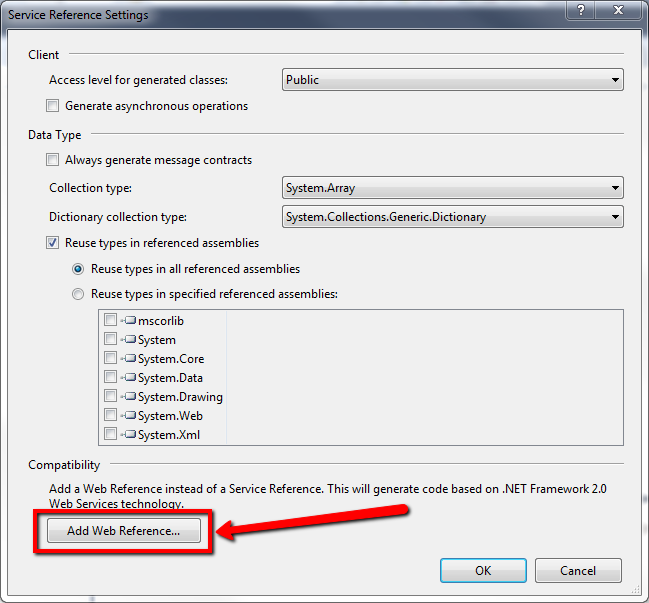 Service Reference Settings
Client
Access level for generated classes:
Public
Generate asynchronous operations
Data Type
Always generate message contracts
Collection type:
System.Array
Dictionary collection type:
System.Collections.Generic.Dictionary
Reuse types in referenced assemblies
Reuse types in all referenced assemblies
Reuse types in specified referenced assemblies:
mscorlib
System
System.Core
System.Data
System.Drawing
System.Web
System.Xml
Compatibility
Add a Web Reference instead of a Service Reference. This will generate code based on .NET Framework 2.0
Web Services technology.
Add Web Reference...
OK
Cancel